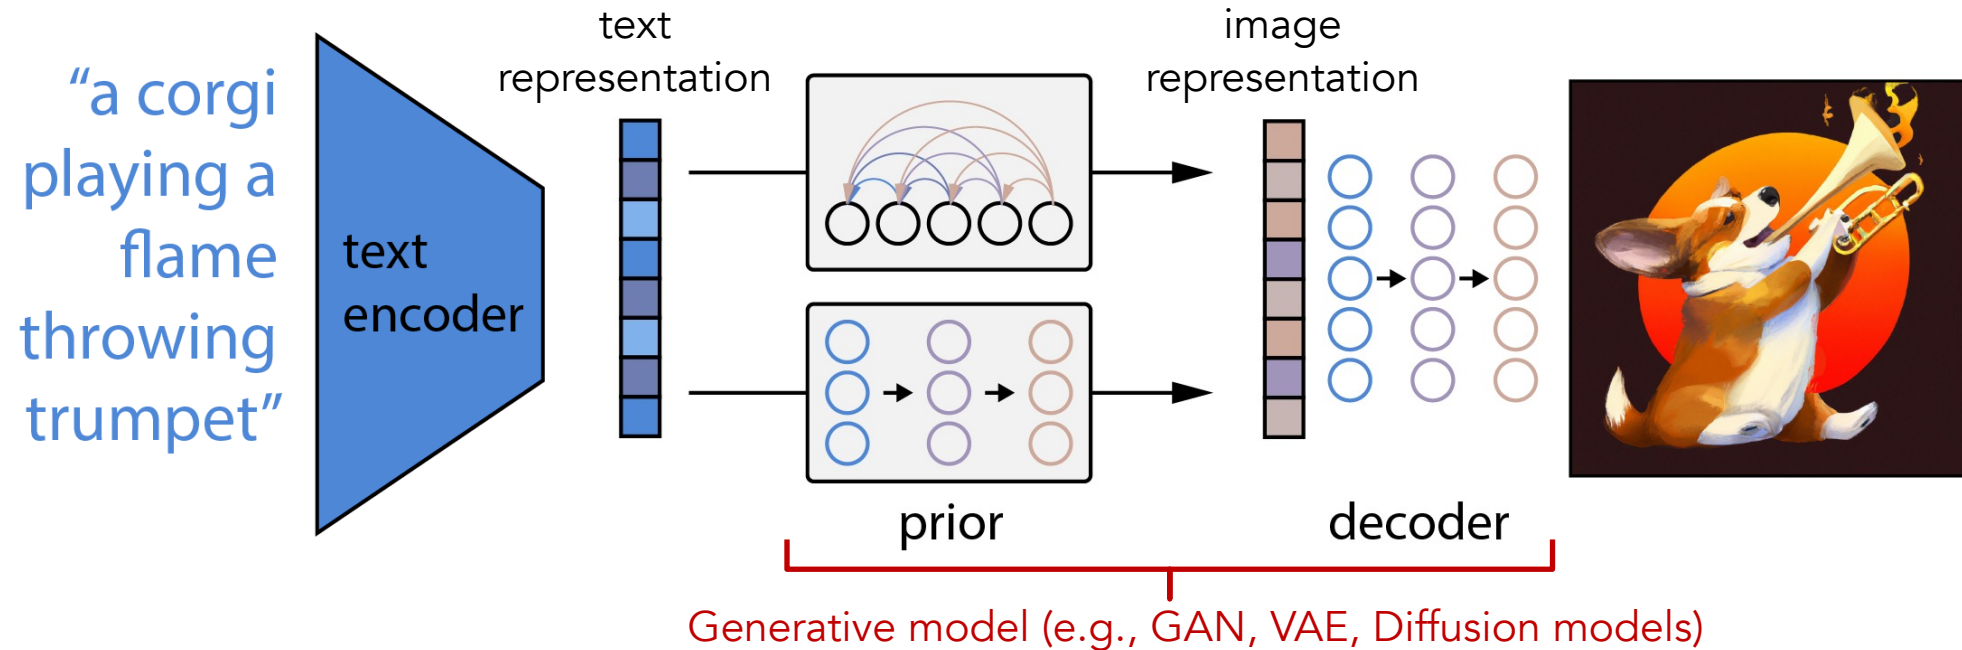 “a corgi
playing a
flame
throwing
trumpet”
text
encoder
text
representation
image
representation
prior
decoder
Generative model (e.g., GAN, VAE, Diffusion models)